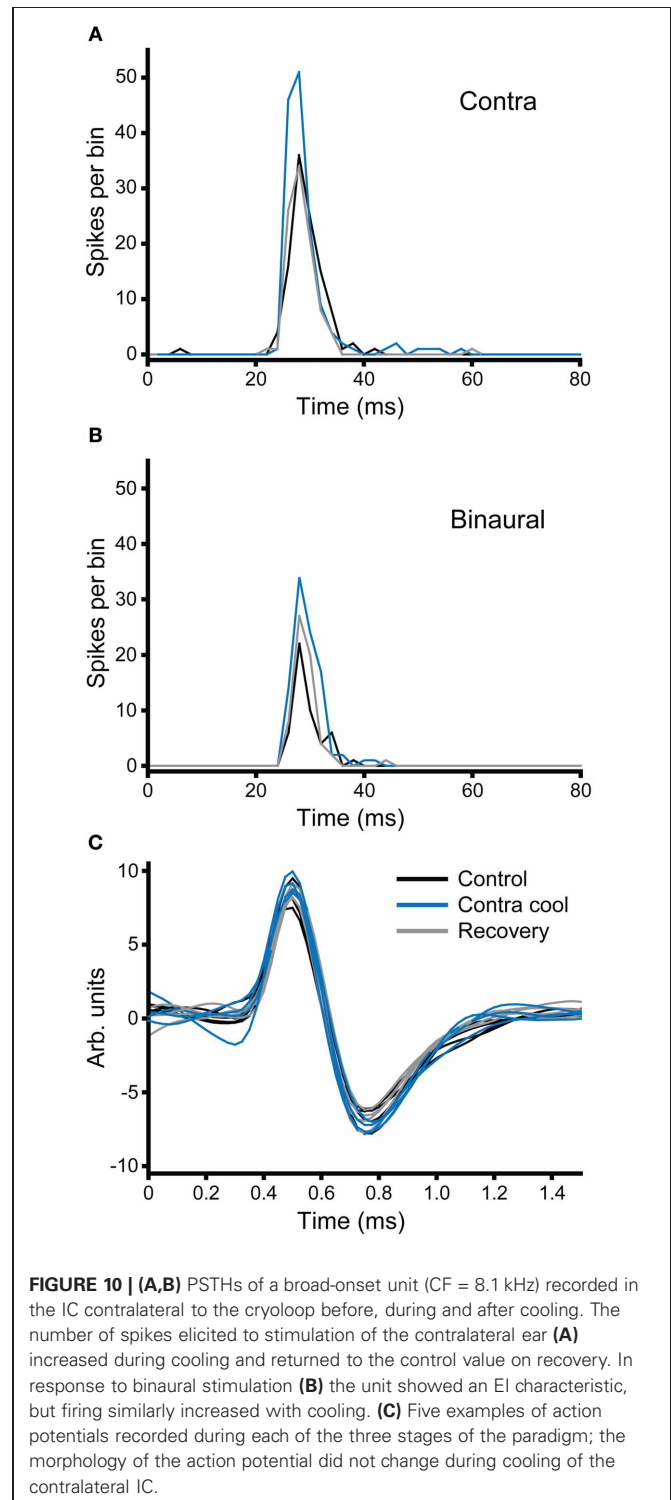 A
50
40
30
20
10
0
Spikes per bin
Contra
0 20 40 60 80
Time (ms)
B
50
40
30
20
10
0
Spikes per bin
Binaural
0 20 40 60 80
Time (ms)
C
10
5
0
-5
-10
Arb. units
Control
Contra cool
Recovery
0 0.2 0.4 0.6 0.8 1.0 1.2 1.4
Time (ms)
FIGURE 10 | (A,B) PSTHs of a broad-onset unit (CF = 8.1 kHz) recorded in
the IC contralateral to the cryoloop before, during and after cooling. The
number of spikes elicited to stimulation of the contralateral ear (A)
increased during cooling and returned to the control value on recovery. In
response to binaural stimulation (B) the unit showed an EI characteristic,
but firing similarly increased with cooling. (C) Five examples of action
potentials recorded during each of the three stages of the paradigm; the
morphology of the action potential did not change during cooling of the
contralateral IC.